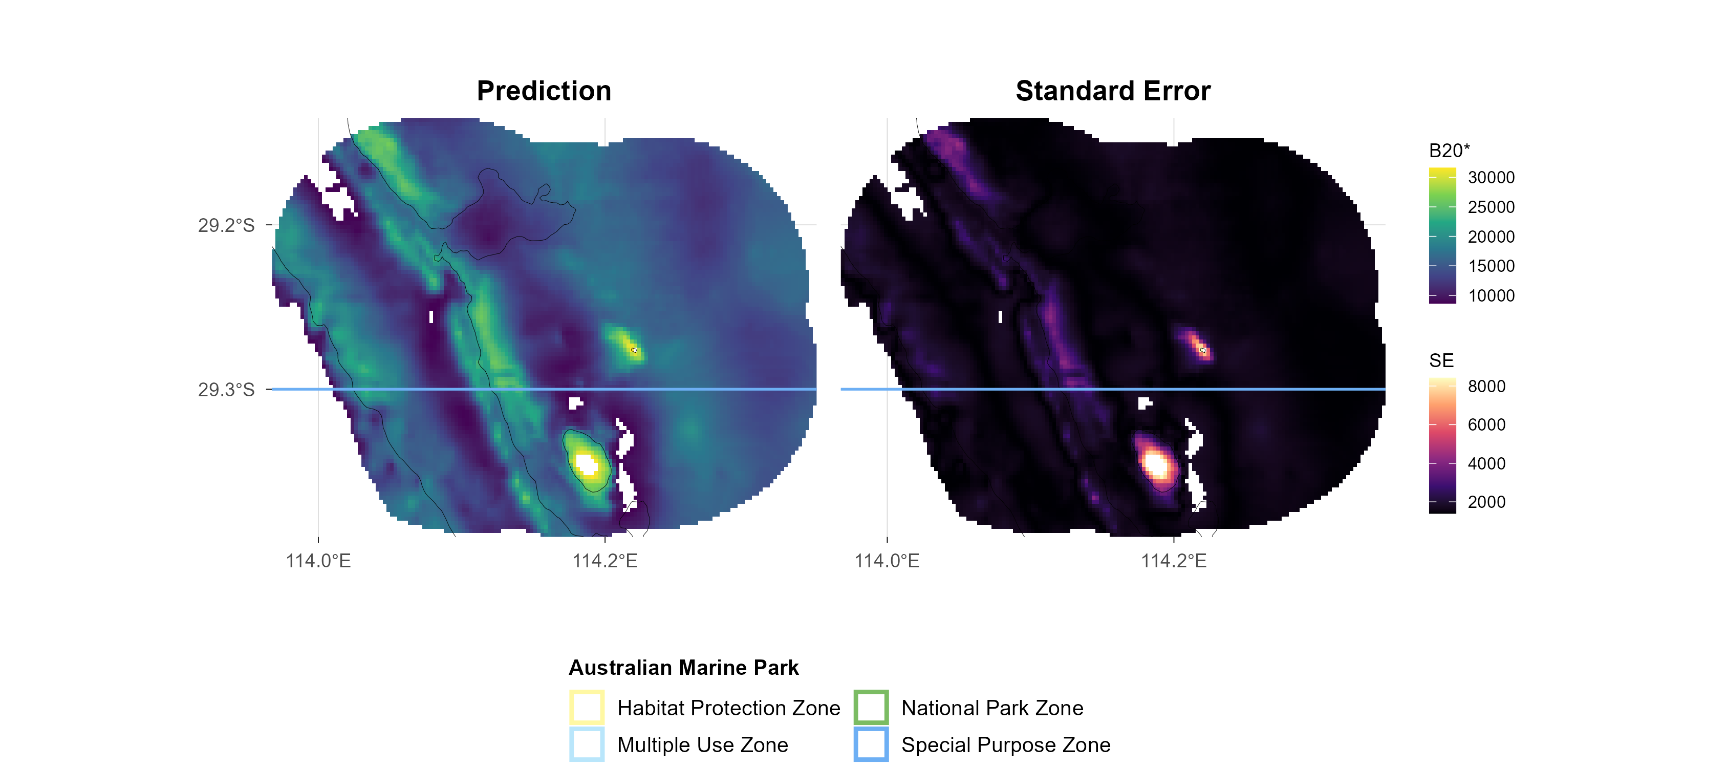 Prediction
Standard Error
29.2°S
29.3°S
114.0°E
114.2°E
114.0°E
114.2°E
B20*
30000
25000
20000
15000
10000
SE
8000
6000
4000
2000
Australian Marine Park
Habitat Protection Zone
National Park Zone
Multiple Use Zone
Special Purpose Zone